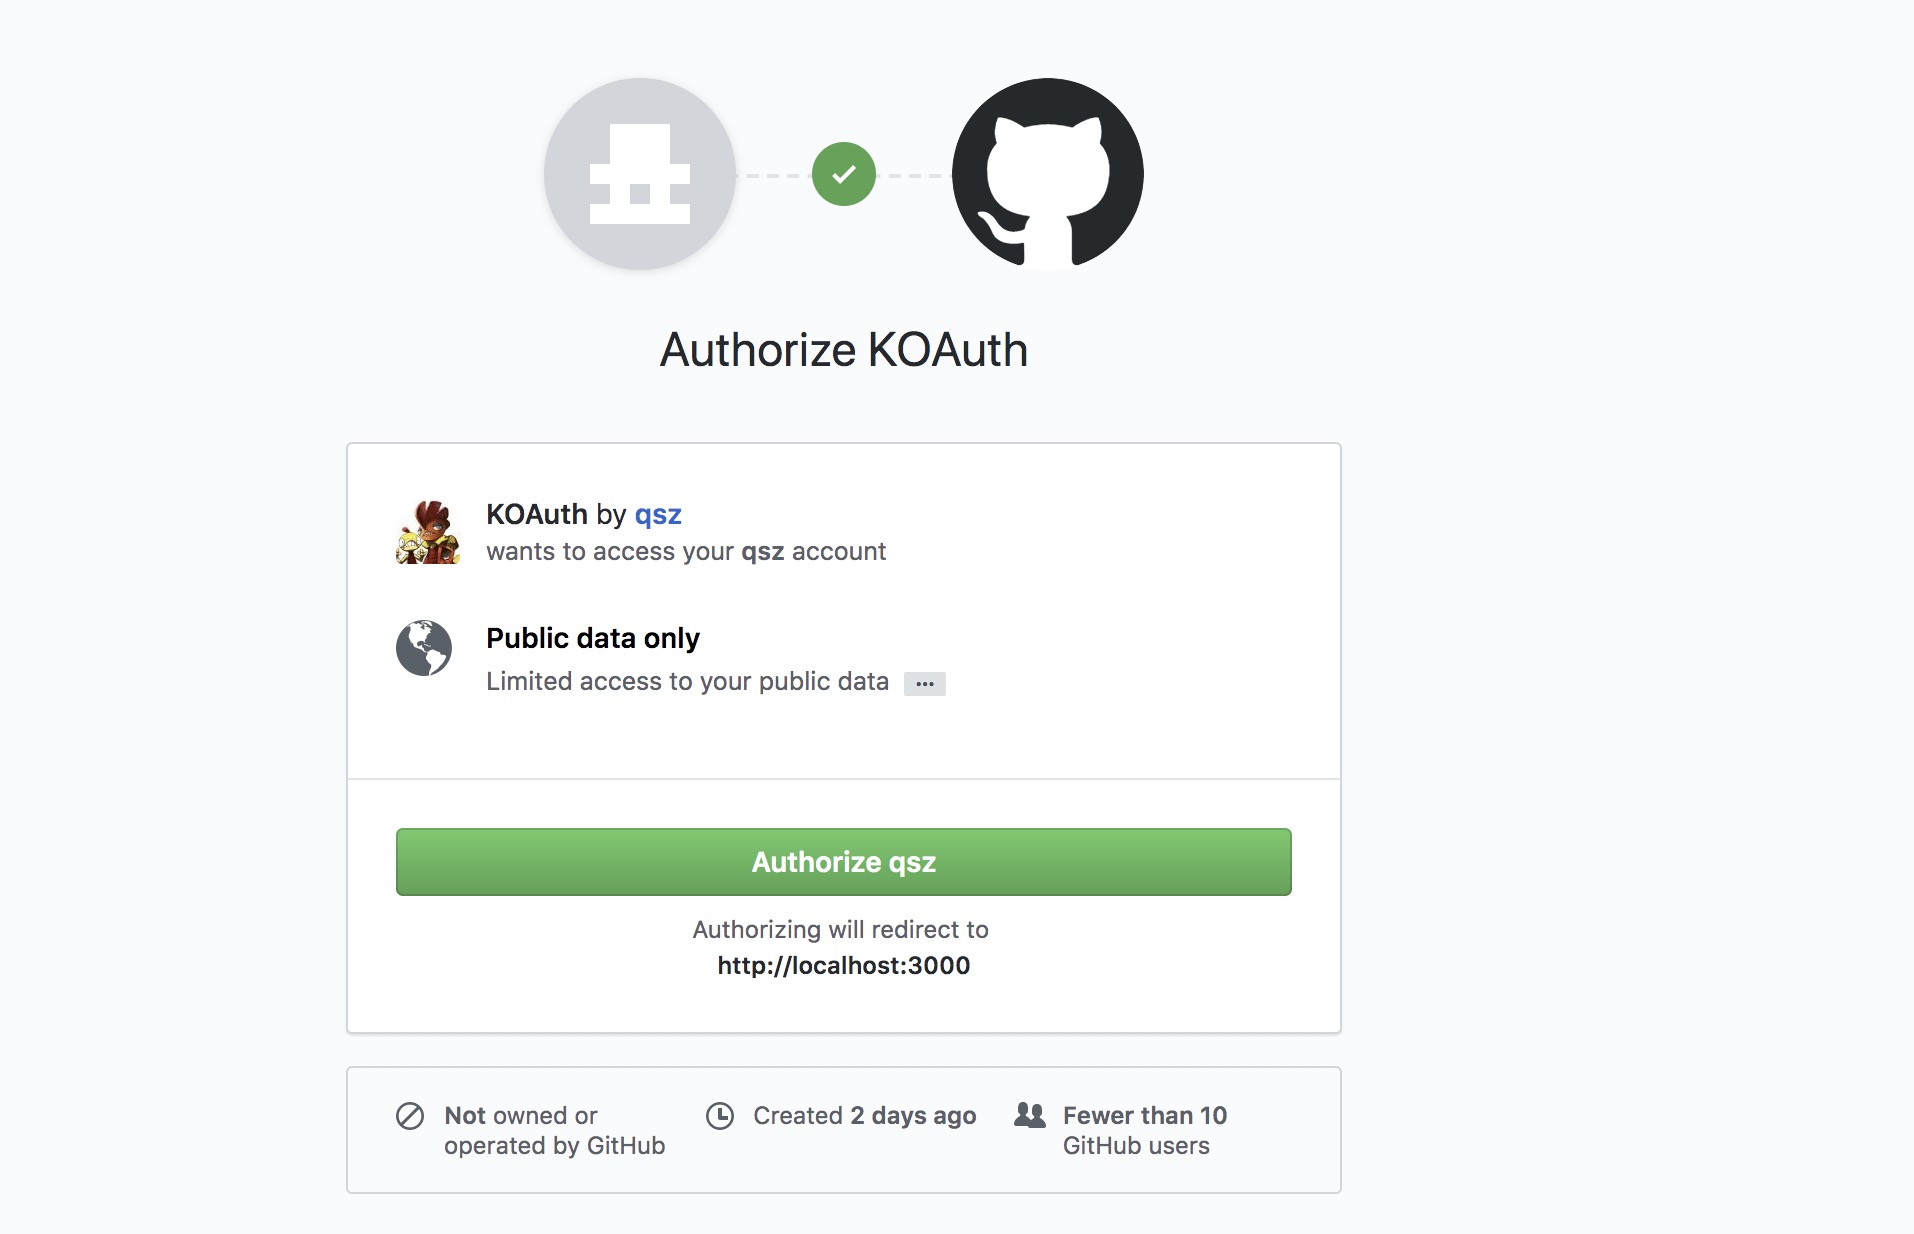 Authorize KOAuth
KOAuth by qsz
wants to access your qsz account
Public data only
Limited access to your public data ...
Authorize qsz
Authorizing will redirect to
http://localhost:3000
Not owned or
operated by GitHub
Created 2 days ago
Fewer than 10
GitHub users